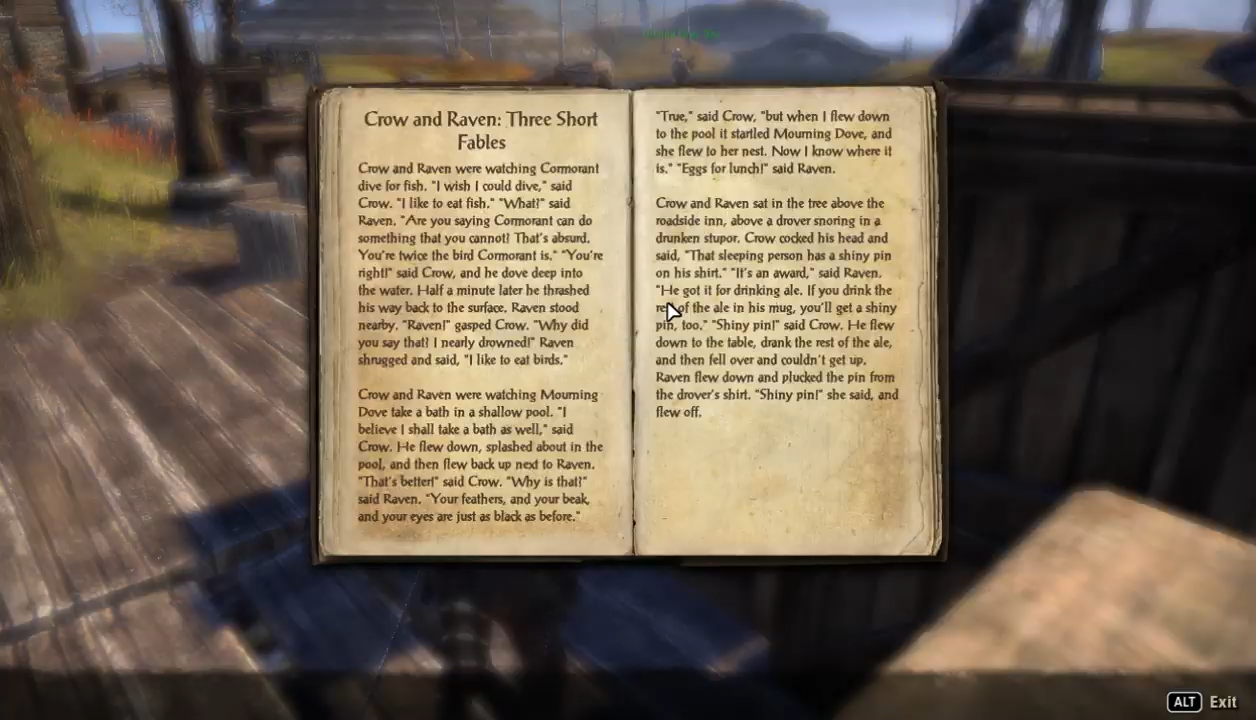 Crow and Raven: Three Short
Fables
Crow and Raven were watching Cormorant
dive for fish. "I wish I could dive," said
Crow. "I like to eat fish." "What?" said
Raven. "Are you saying Cormorant can do
something that you cannot? That's absurd.
You're twice the bird Cormorant is." "You're
right!" said Crow, and he dove deep into
the water. Half a minute later he thrashed
his way back to the surface. Raven stood
nearby. "Raven!" gasped Crow. "Why did
you say that? I nearly drowned!" Raven
shrugged and said, "I like to eat birds."
Crow and Raven were watching Mourning
Dove take a bath in a shallow pool. "I
believe I shall take a bath as well," said
Crow. He flew down, splashed about in the
pool, and then flew back up next to Raven.
"That's better!" said Crow. "Why is that?"
said Raven. "Your feathers, and your beak,
and your eyes are just as black as before."
"True," said Crow, "but when I flew down
to the pool it startled Mourning Dove, and
she flew to her nest. Now I know where it
is." "Eggs for lunch!" said Raven.
Crow and Raven sat in the tree above the
roadside inn, above a drover snoring in a
drunken stupor. Crow cocked his head and
said, "That sleeping person has a shiny pin
on his shirt." "It's an award," said Raven.
"He got it for drinking ale. If you drink the
of the ale in his mug, you'll get a shiny
pin, too." "Shiny pin!" said Crow. He flew
down to the table, drank the rest of the ale,
and then fell over and couldn't get up.
Raven flew down and plucked the pin from
the drover's shirt. "Shiny pin!" she said, and
flew off.
ALT Exit